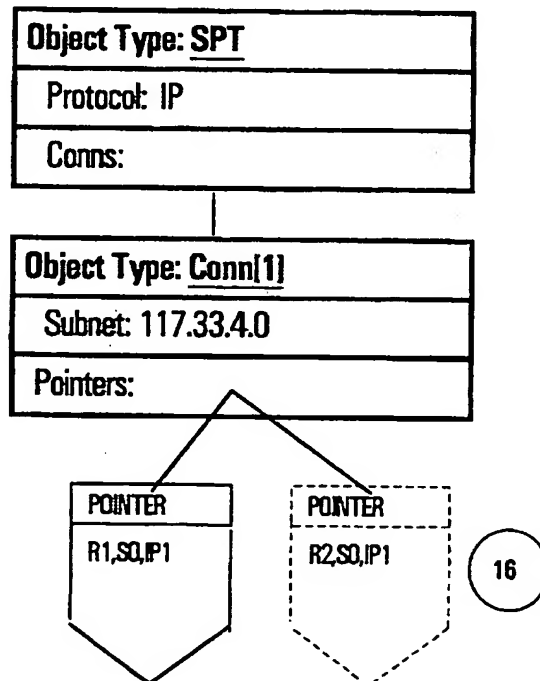 Object Type: SPT
Protocol: IP
Conns:
Object Type: Conn[1]
Subnet: 117.33.4.0
Pointers:
POINTER
R1,S0,IP1
POINTER
R2,S0,IP1
16